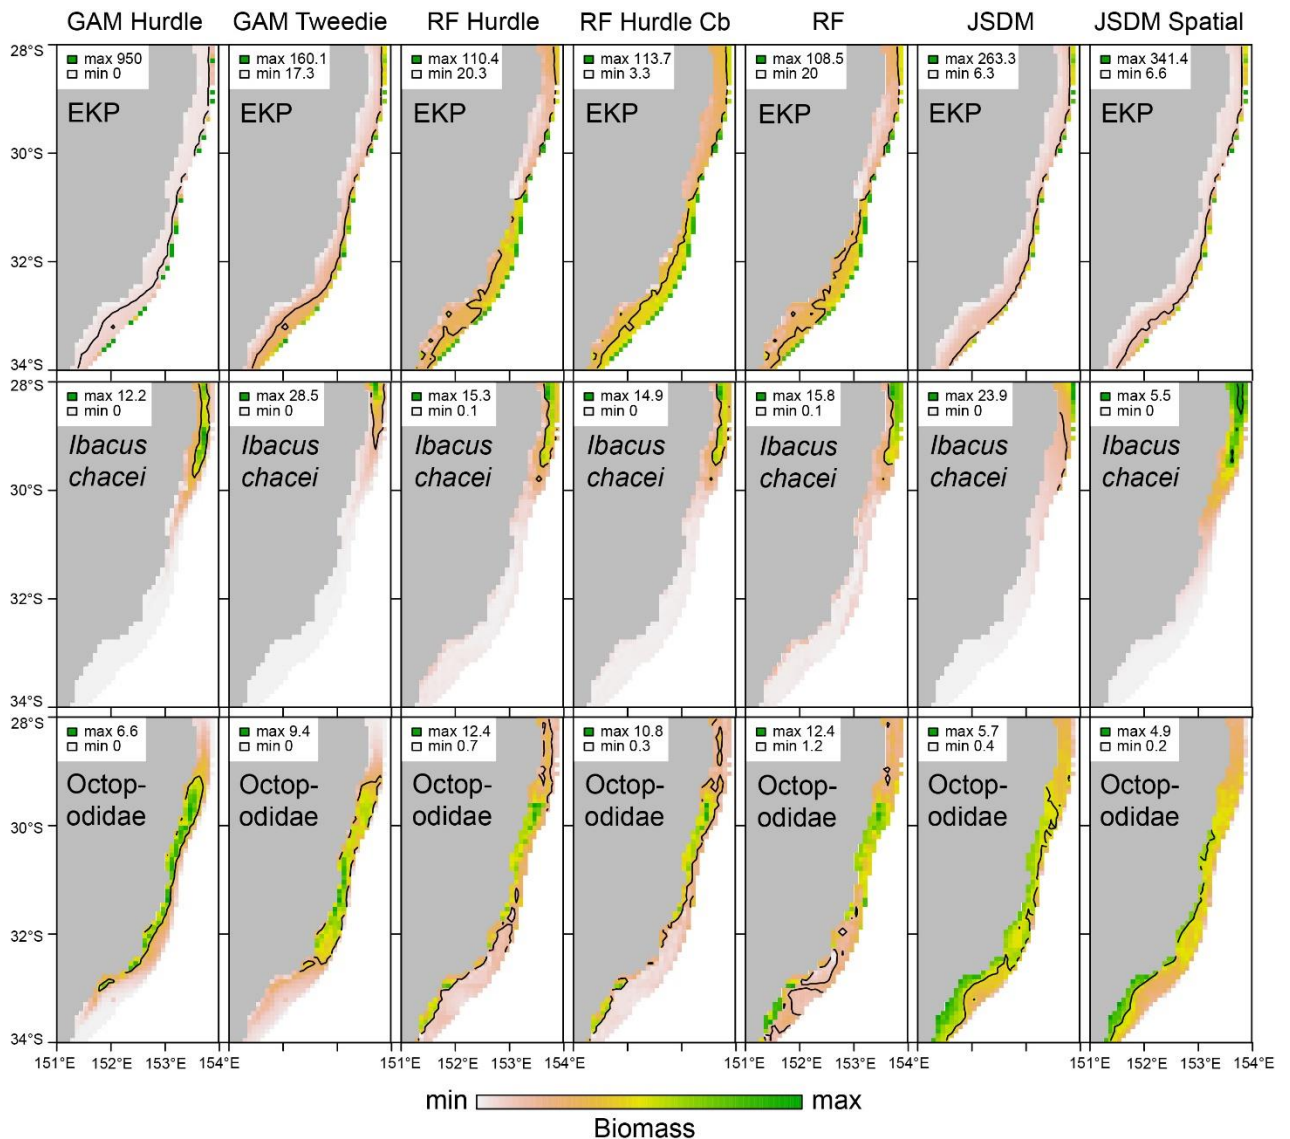 GAM Hurdle GAM Tweedie RF Hurdle RF Hurdle Cb RF JSDM JSDM Spatial
28°S
max 950 max 160.1 max 110.4 max 113.7 max 108.5 max 263.3 max 341.4
min 0 min 17.3 min 20.3 min 3.3 min 20 min 6.3 min 6.6
EKP EKP EKP EKP EKP EKP EKP
30°S
32°S
34°S
28°S
max 12.2 max 28.5 max 15.3 max 14.9 max 15.8 max 23.9 max 5.5
min 0 min 0 min 0.1 min 0 min 0.1 min 0 min 0
Ibacus Ibacus Ibacus Ibacus Ibacus Ibacus Ibacus
chacei chacei chacei chacei chacei chacei chacei
30°S
32°S
34°S
28°S
max 6.6 max 9.4 max 12.4 max 10.8 max 12.4 max 5.7 max 4.9
min 0 min 0 min 0.7 min 0.3 min 1.2 min 0.4 min 0.2
Octop- Octop- Octop- Octop- Octop- Octop- Octop-
odidae odidae odidae odidae odidae odidae odidae
30°S
32°S
34°S
151°E 152°E 153°E 154°E 151°E 152°E 153°E 154°E 151°E 152°E 153°E 154°E 151°E 152°E 153°E 154°E
min max
Biomass